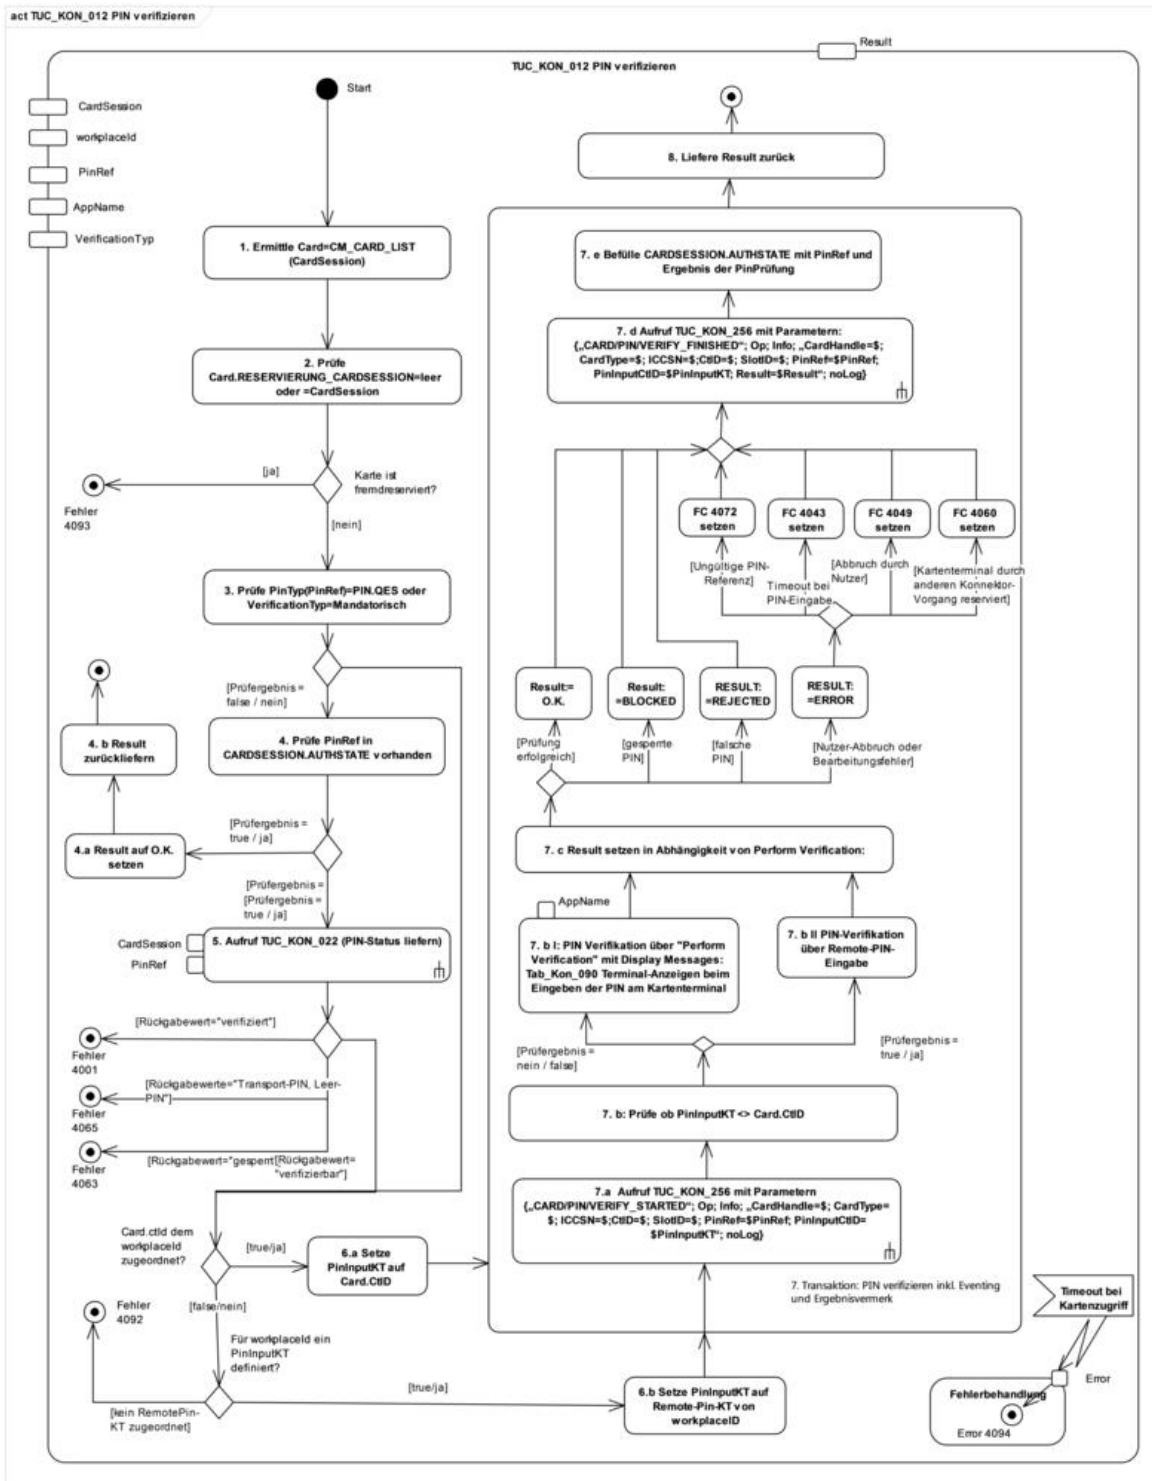 act TUC_KON_012 PIN verifizieren
Result
TUC_KON_012 PIN verifizieren
CardSession
workplaceId
PinRef
AppName
VerificationTyp
Start
1. Ermittle Card=CM_CARD_LIST
(CardSession)
2. Prüfe
Card.RESERVIERUNG_CARDSESSION=leer
oder =CardSession
[ja]
Karte ist
fremdreserviert?
Fehler
4093
[nein]
3. Prüfe PinTyp(PinRef)=PIN.QES oder
VerificationTyp=Mandatorisch
[Prüfergebnis =
false / nein]
4. Prüfe PinRef in
CARDSESSION.AUTHSTATE vorhanden
4. b Result
zurückliefern
[Prüfergebnis =
true / ja]
4.a Result auf O.K.
setzen
[Prüfergebnis =
[Prüfergebnis =
true / ja]
CardSession
PinRef
5. Aufruf TUC_KON_022 (PIN-Status liefern)
[Rückgabewert="verifiziert"]
Fehler
4001
[Rückgabewerte="Transport-PIN, Leer-
PIN"]
Fehler
4065
[Rückgabewert="gesperrt
[Rückgabewert=
"verifizierbar"]
Fehler
4063
Card.ctId dem
workplaceId
zugeordnet?
[true/ja]
6.a Setze
PinInputKT auf
Card.CtID
[false/nein]
Fehler
4092
Für workplaceId ein
PinInputKT
definiert?
[true/ja]
[kein RemotePin-
KT zugeordnet]
6.b Setze PinInputKT auf
Remote-Pin-KT von
workplaceID
8. Liefere Result zurück
7. e Befülle CARDSESSION.AUTHSTATE mit PinRef und
Ergebnis der PinPrüfung
7. d Aufruf TUC_KON_256 mit Parametern:
{„CARD/PIN/VERIFY_FINISHED“; Op; Info; „CardHandle=$;
CardType=$; ICCSN=$;CtID=$; SlotID=$; PinRef=$PinRef;
PinInputCtID=$PinInputKT; Result=$Result“; noLog}
FC 4072
setzen
FC 4043
setzen
FC 4049
setzen
FC 4060
setzen
[Ungültige PIN-
Referenz]
Timeout bei
PIN-Eingabe
[Abbruch durch
Nutzer]
[Kartenterminal durch
anderen Konnektor-
Vorgang reserviert]
Result:=
O.K.
Result:
=BLOCKED
RESULT:
=REJECTED
RESULT:
=ERROR
[Prüfung
erfolgreich]
[gesperrte
PIN]
[falsche
PIN]
[Nutzer-Abbruch oder
Bearbeitungsfehler]
7. c Result setzen in Abhängigkeit von Perform Verification:
AppName
7. b I: PIN Verifikation über "Perform
Verification" mit Display Messages:
Tab_Kon_090 Terminal-Anzeigen beim
Eingeben der PIN am Kartenterminal
7. b II PIN-Verifikation
über Remote-PIN-
Eingabe
[Prüfergebnis =
nein / false]
[Prüfergebnis =
true / ja]
7. b: Prüfe ob PinInputKT <> Card.CtID
7.a Aufruf TUC_KON_256 mit Parametern
{„CARD/PIN/VERIFY_STARTED“; Op; Info; „CardHandle=$; CardType=
$; ICCSN=$;CtID=$; SlotID=$; PinRef=$PinRef; PinInputCtID=
$PinInputKT“; noLog}
7. Transaktion: PIN verifizieren inkl. Eventing
und Ergebnisvermerk
Timeout bei
Kartenzugriff
Error
Fehlerbehandlung
Error 4094